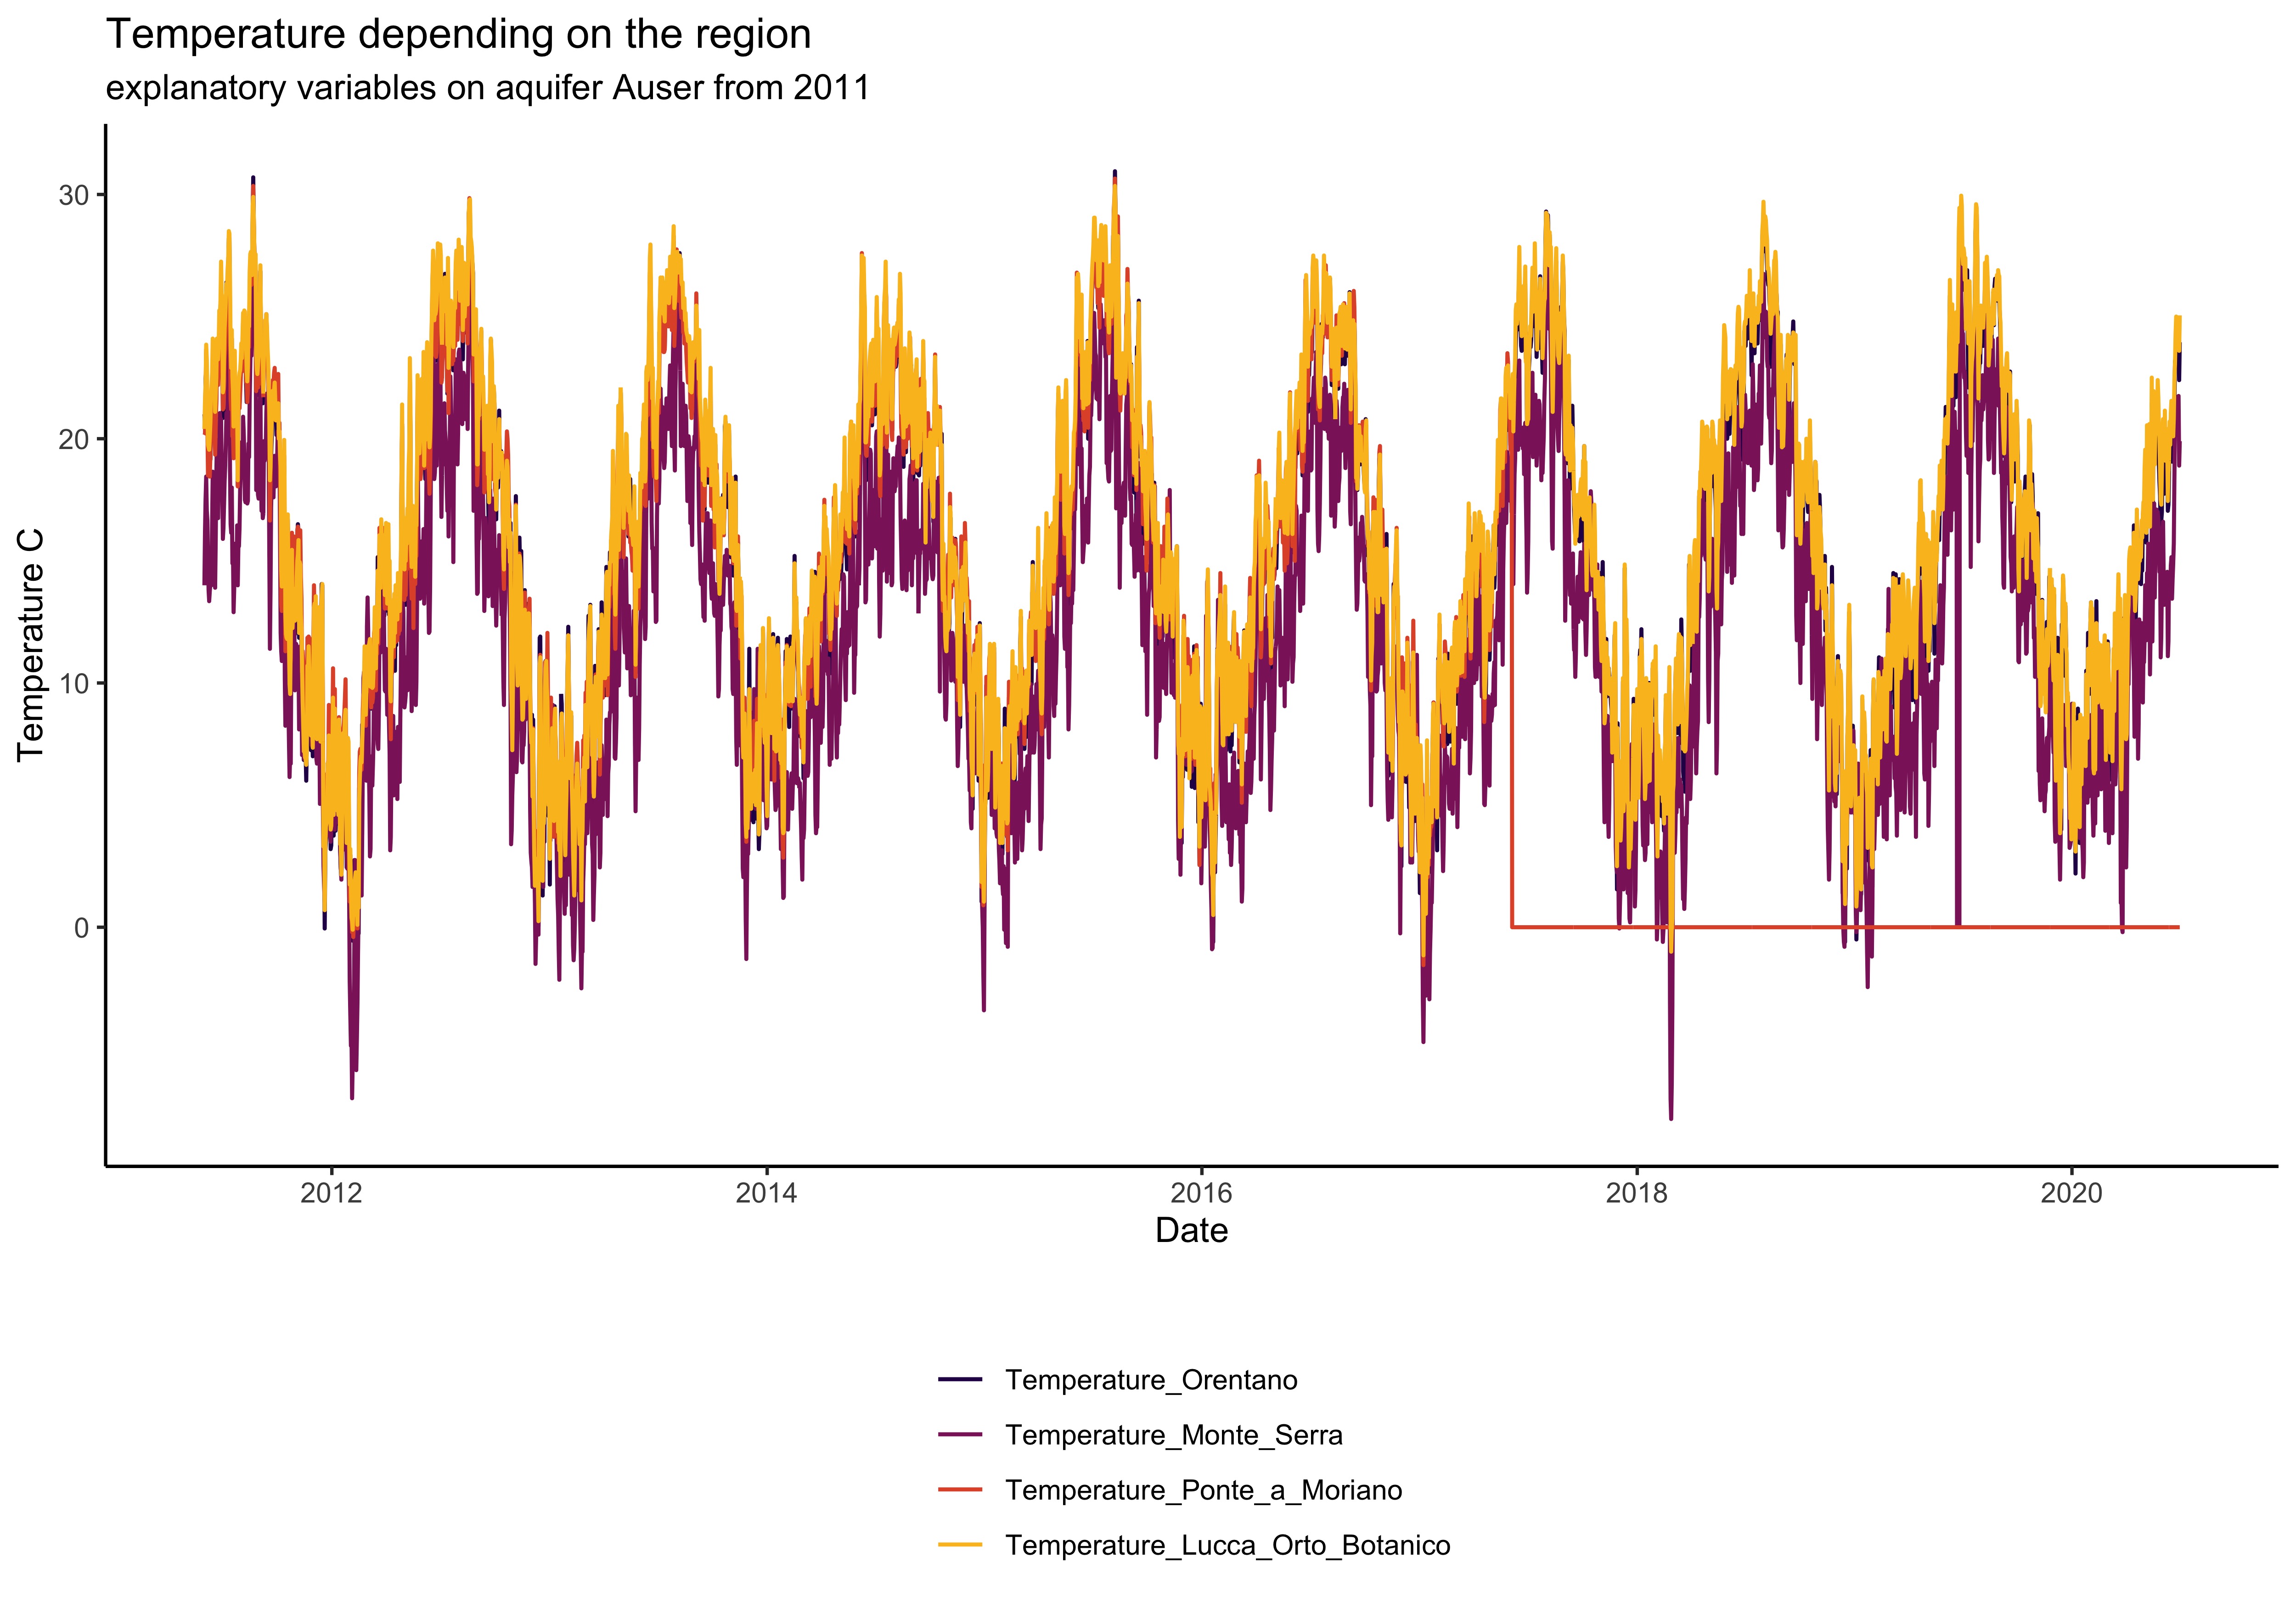 Temperature depending on the region
explanatory variables on aquifer Auser from 2011
Temperature C
30
20
10
0
2012 2014 2016 2018 2020
Date
Temperature_Orentano
Temperature_Monte_Serra
Temperature_Ponte_a_Moriano
Temperature_Lucca_Orto_Botanico